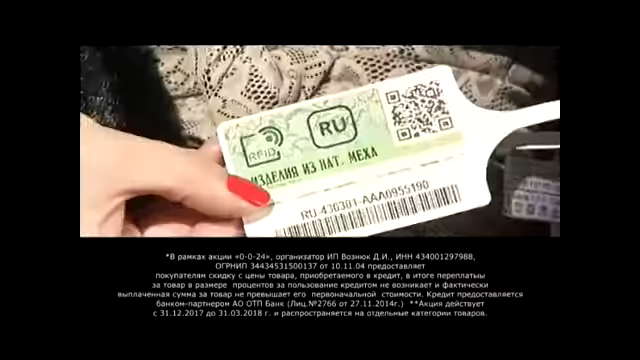 RFID
RU
ИЗДЕЛИЯ ИЗ НАТ. МЕХА
RU-430301-AAA0955190
*В рамках акции «0-0-24», организатор ИП Вознюк Д.И., ИНН 434001297988,
ОГРНИП 34434531500137 от 10.11.04 предоставляет
покупателям скидку с цены товара, приобретаемого в кредит, в итоге переплаты
за товар в размере процентов за пользование кредитом не возникает и фактически
выплаченная сумма за товар не превышает его первоначальной стоимости. Кредит предоставляется
банком-партнером АО ОТП Банк (Лиц.№2766 от 27.11.2014г.) **Акция действует
с 31.12.2017 до 31.03.2018 г. и распространяется на отдельные категории товаров.